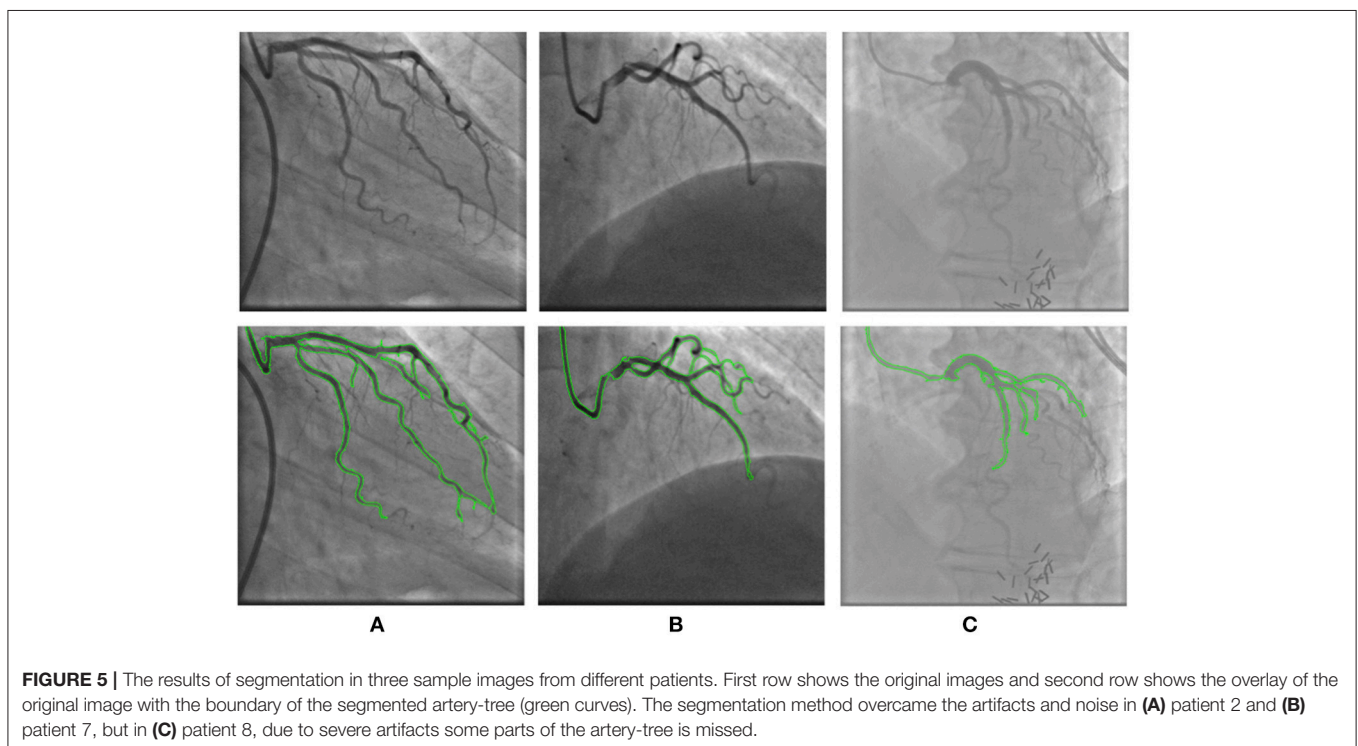 A B C
FIGURE 5 | The results of segmentation in three sample images from different patients. First row shows the original images and second row shows the overlay of the
original image with the boundary of the segmented artery-tree (green curves). The segmentation method overcame the artifacts and noise in (A) patient 2 and (B)
patient 7, but in (C) patient 8, due to severe artifacts some parts of the artery-tree is missed.